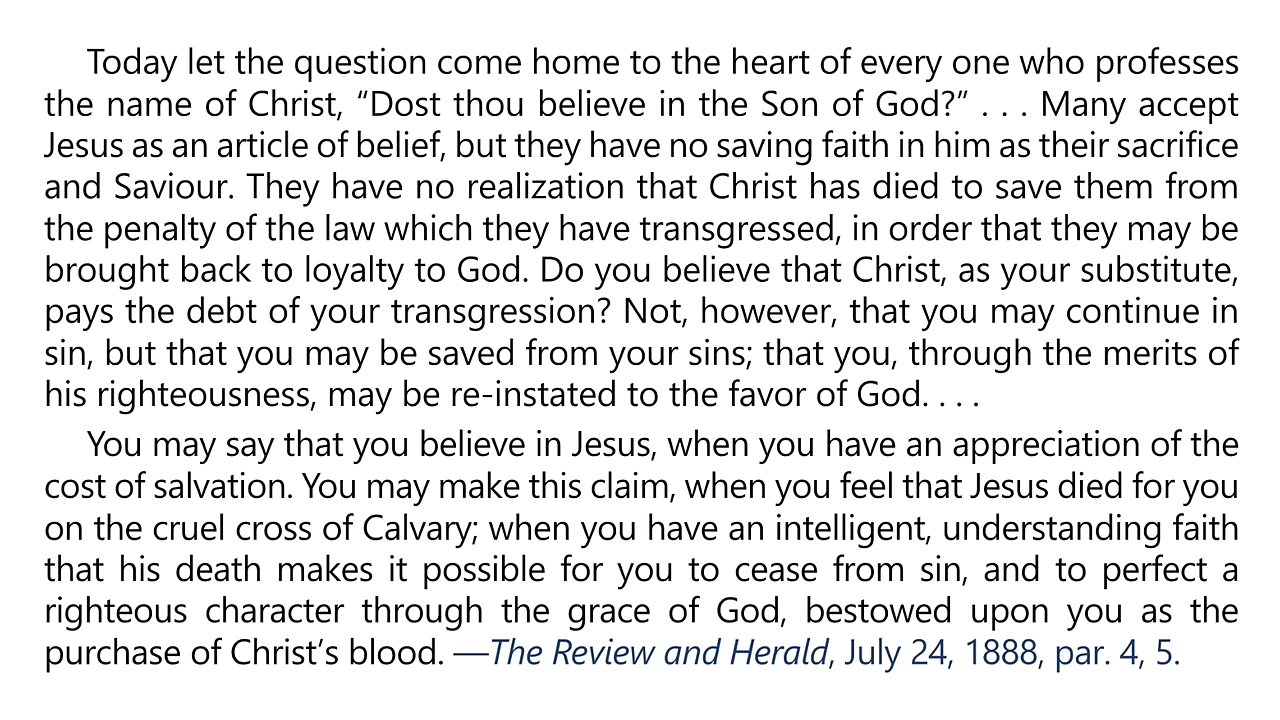 Today let the question come home to the heart of every one who professes
the name of Christ, “Dost thou believe in the Son of God?” . . . Many accept
Jesus as an article of belief, but they have no saving faith in him as their sacrifice
and Saviour. They have no realization that Christ has died to save them from
the penalty of the law which they have transgressed, in order that they may be
brought back to loyalty to God. Do you believe that Christ, as your substitute,
pays the debt of your transgression? Not, however, that you may continue in
sin, but that you may be saved from your sins; that you, through the merits of
his righteousness, may be re-instated to the favor of God. . . .
You may say that you believe in Jesus, when you have an appreciation of the
cost of salvation. You may make this claim, when you feel that Jesus died for you
on the cruel cross of Calvary; when you have an intelligent, understanding faith
that his death makes it possible for you to cease from sin, and to perfect a
righteous character through the grace of God, bestowed upon you as the
purchase of Christ’s blood. —The Review and Herald, July 24, 1888, par. 4, 5.